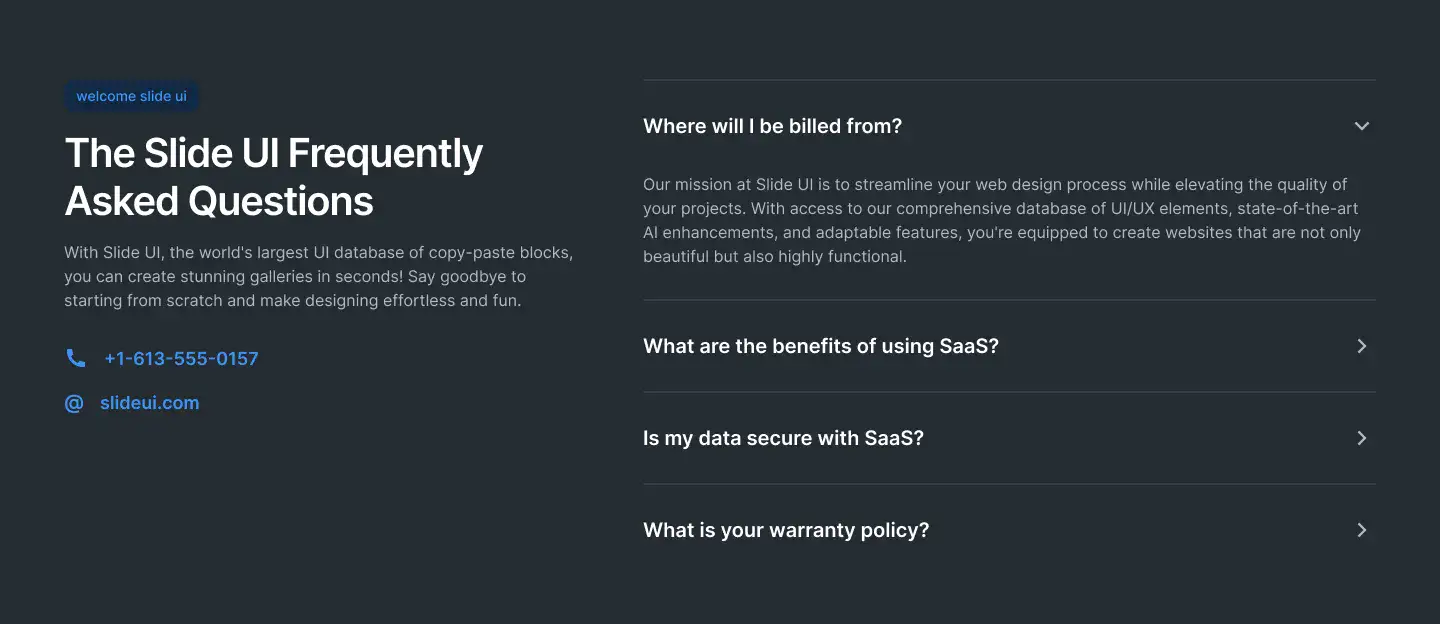 welcome slide ui
The Slide UI Frequently
Asked Questions
With Slide UI, the world's largest UI database of copy-paste blocks,
you can create stunning galleries in seconds! Say goodbye to
starting from scratch and make designing effortless and fun.
+1-613-555-0157
@ slideui.com
Where will I be billed from?
Our mission at Slide UI is to streamline your web design process while elevating the quality of
your projects. With access to our comprehensive database of UI/UX elements, state-of-the-art
AI enhancements, and adaptable features, you're equipped to create websites that are not only
beautiful but also highly functional.
What are the benefits of using SaaS?
Is my data secure with SaaS?
What is your warranty policy?